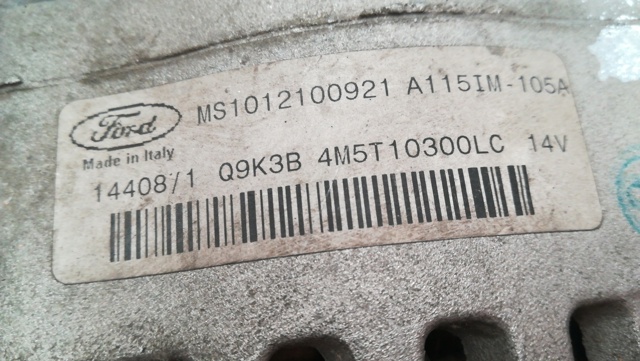 Ford MS1012100921 A115IM-105A
Made in Italy
14408/1 Q9K3B 4M5T10300LC 14V